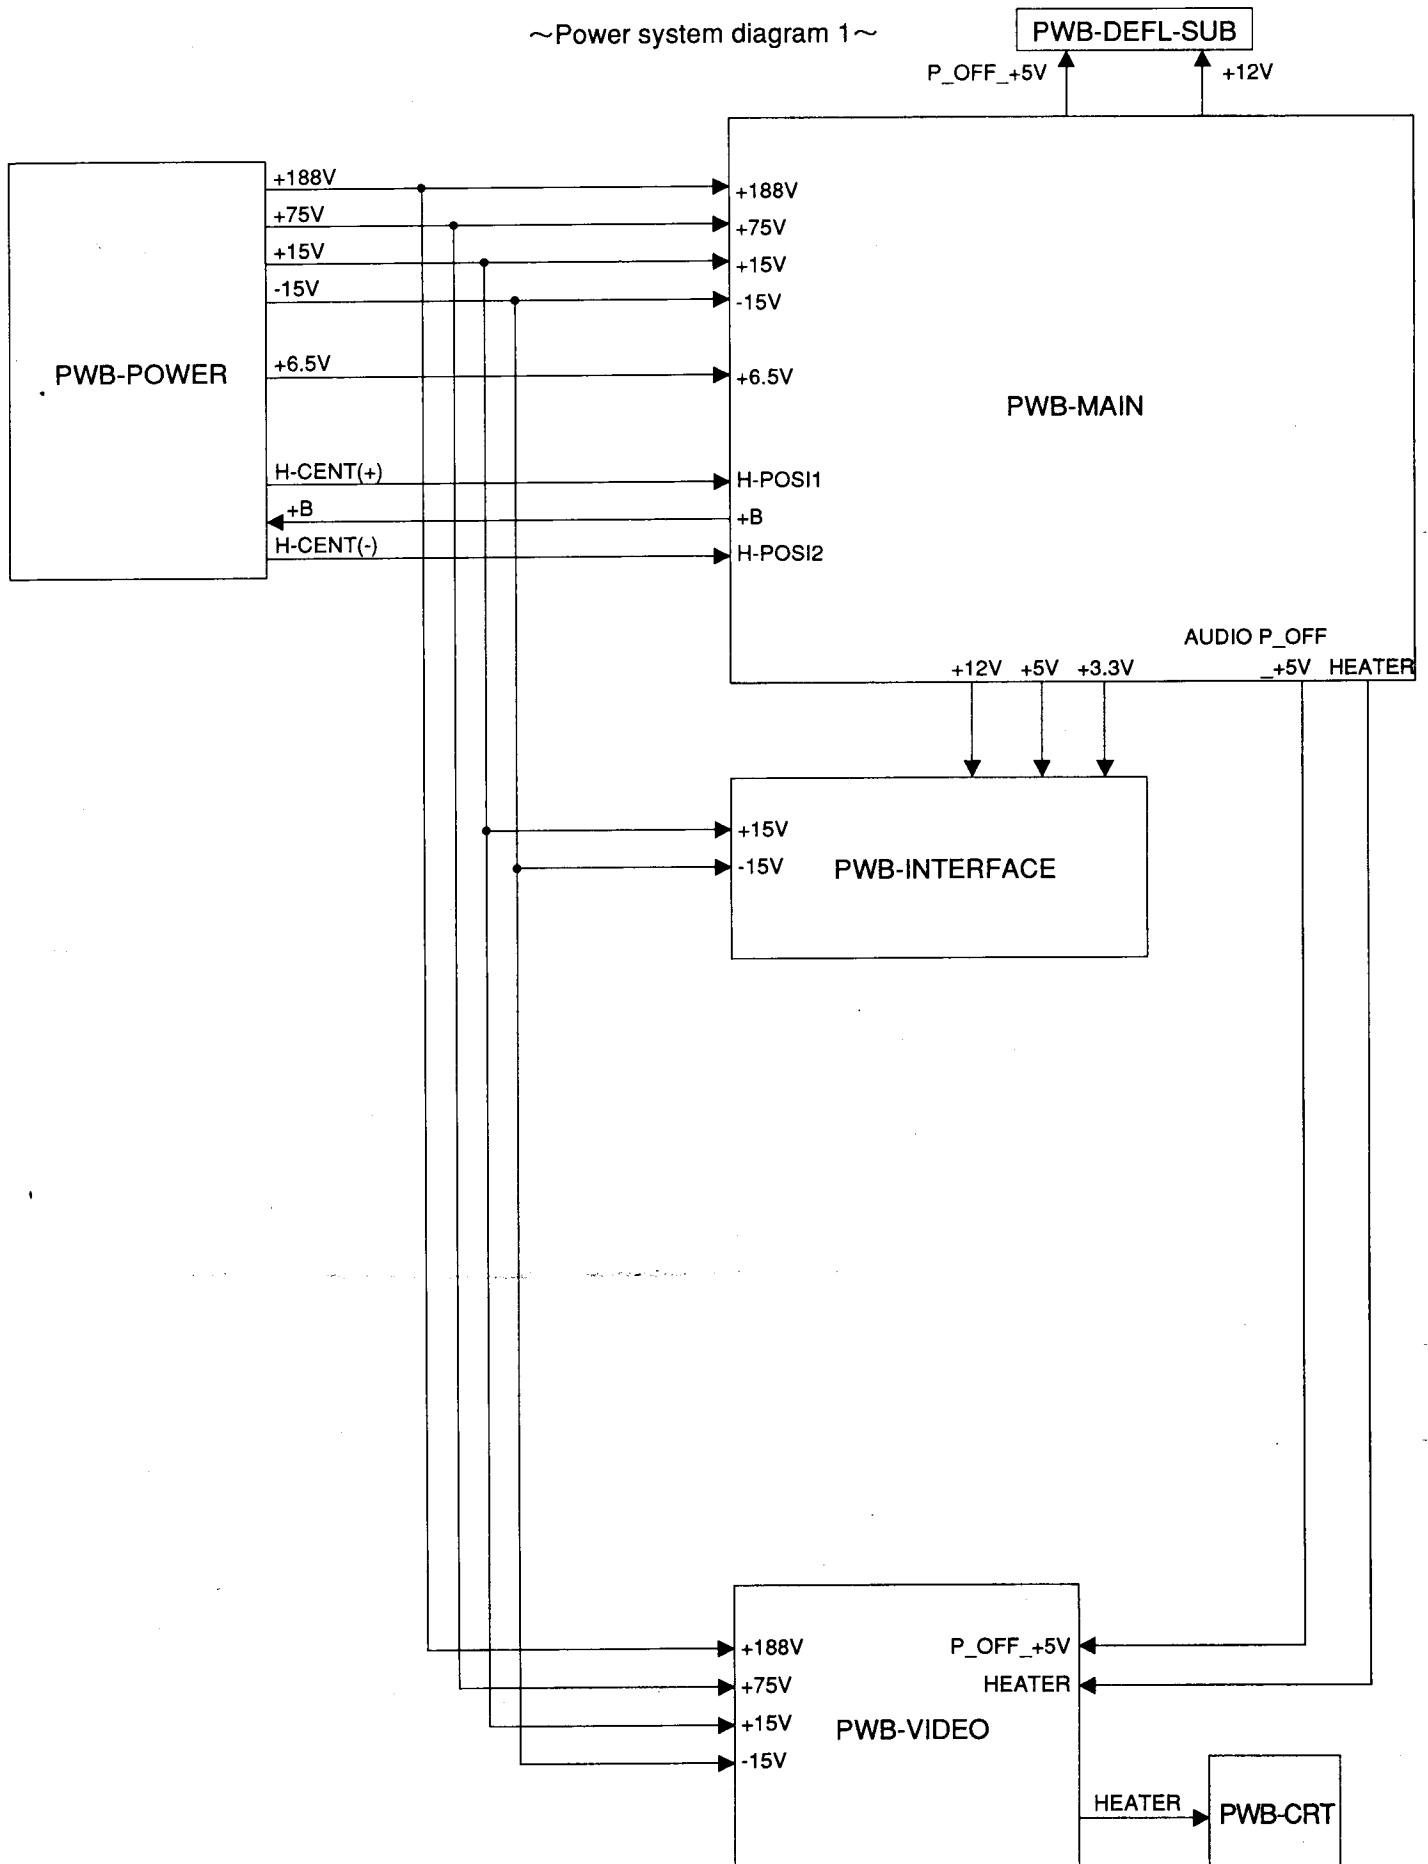 ~Power system diagram 1~
PWB-DEFL-SUB
P_OFF_+5V
+12V
+188V
+188V
+75V
+75V
+15V
+15V
-15V
-15V
PWB-POWER
+6.5V
+6.5V
PWB-MAIN
H-CENT(+)
H-POSI1
+B
+B
H-CENT(-)
H-POSI2
AUDIO P_OFF
+12V +5V +3.3V
_+5V HEATER
+15V
-15V
PWB-INTERFACE
+188V
P_OFF_+5V
+75V
HEATER
+15V
PWB-VIDEO
-15V
HEATER
PWB-CRT